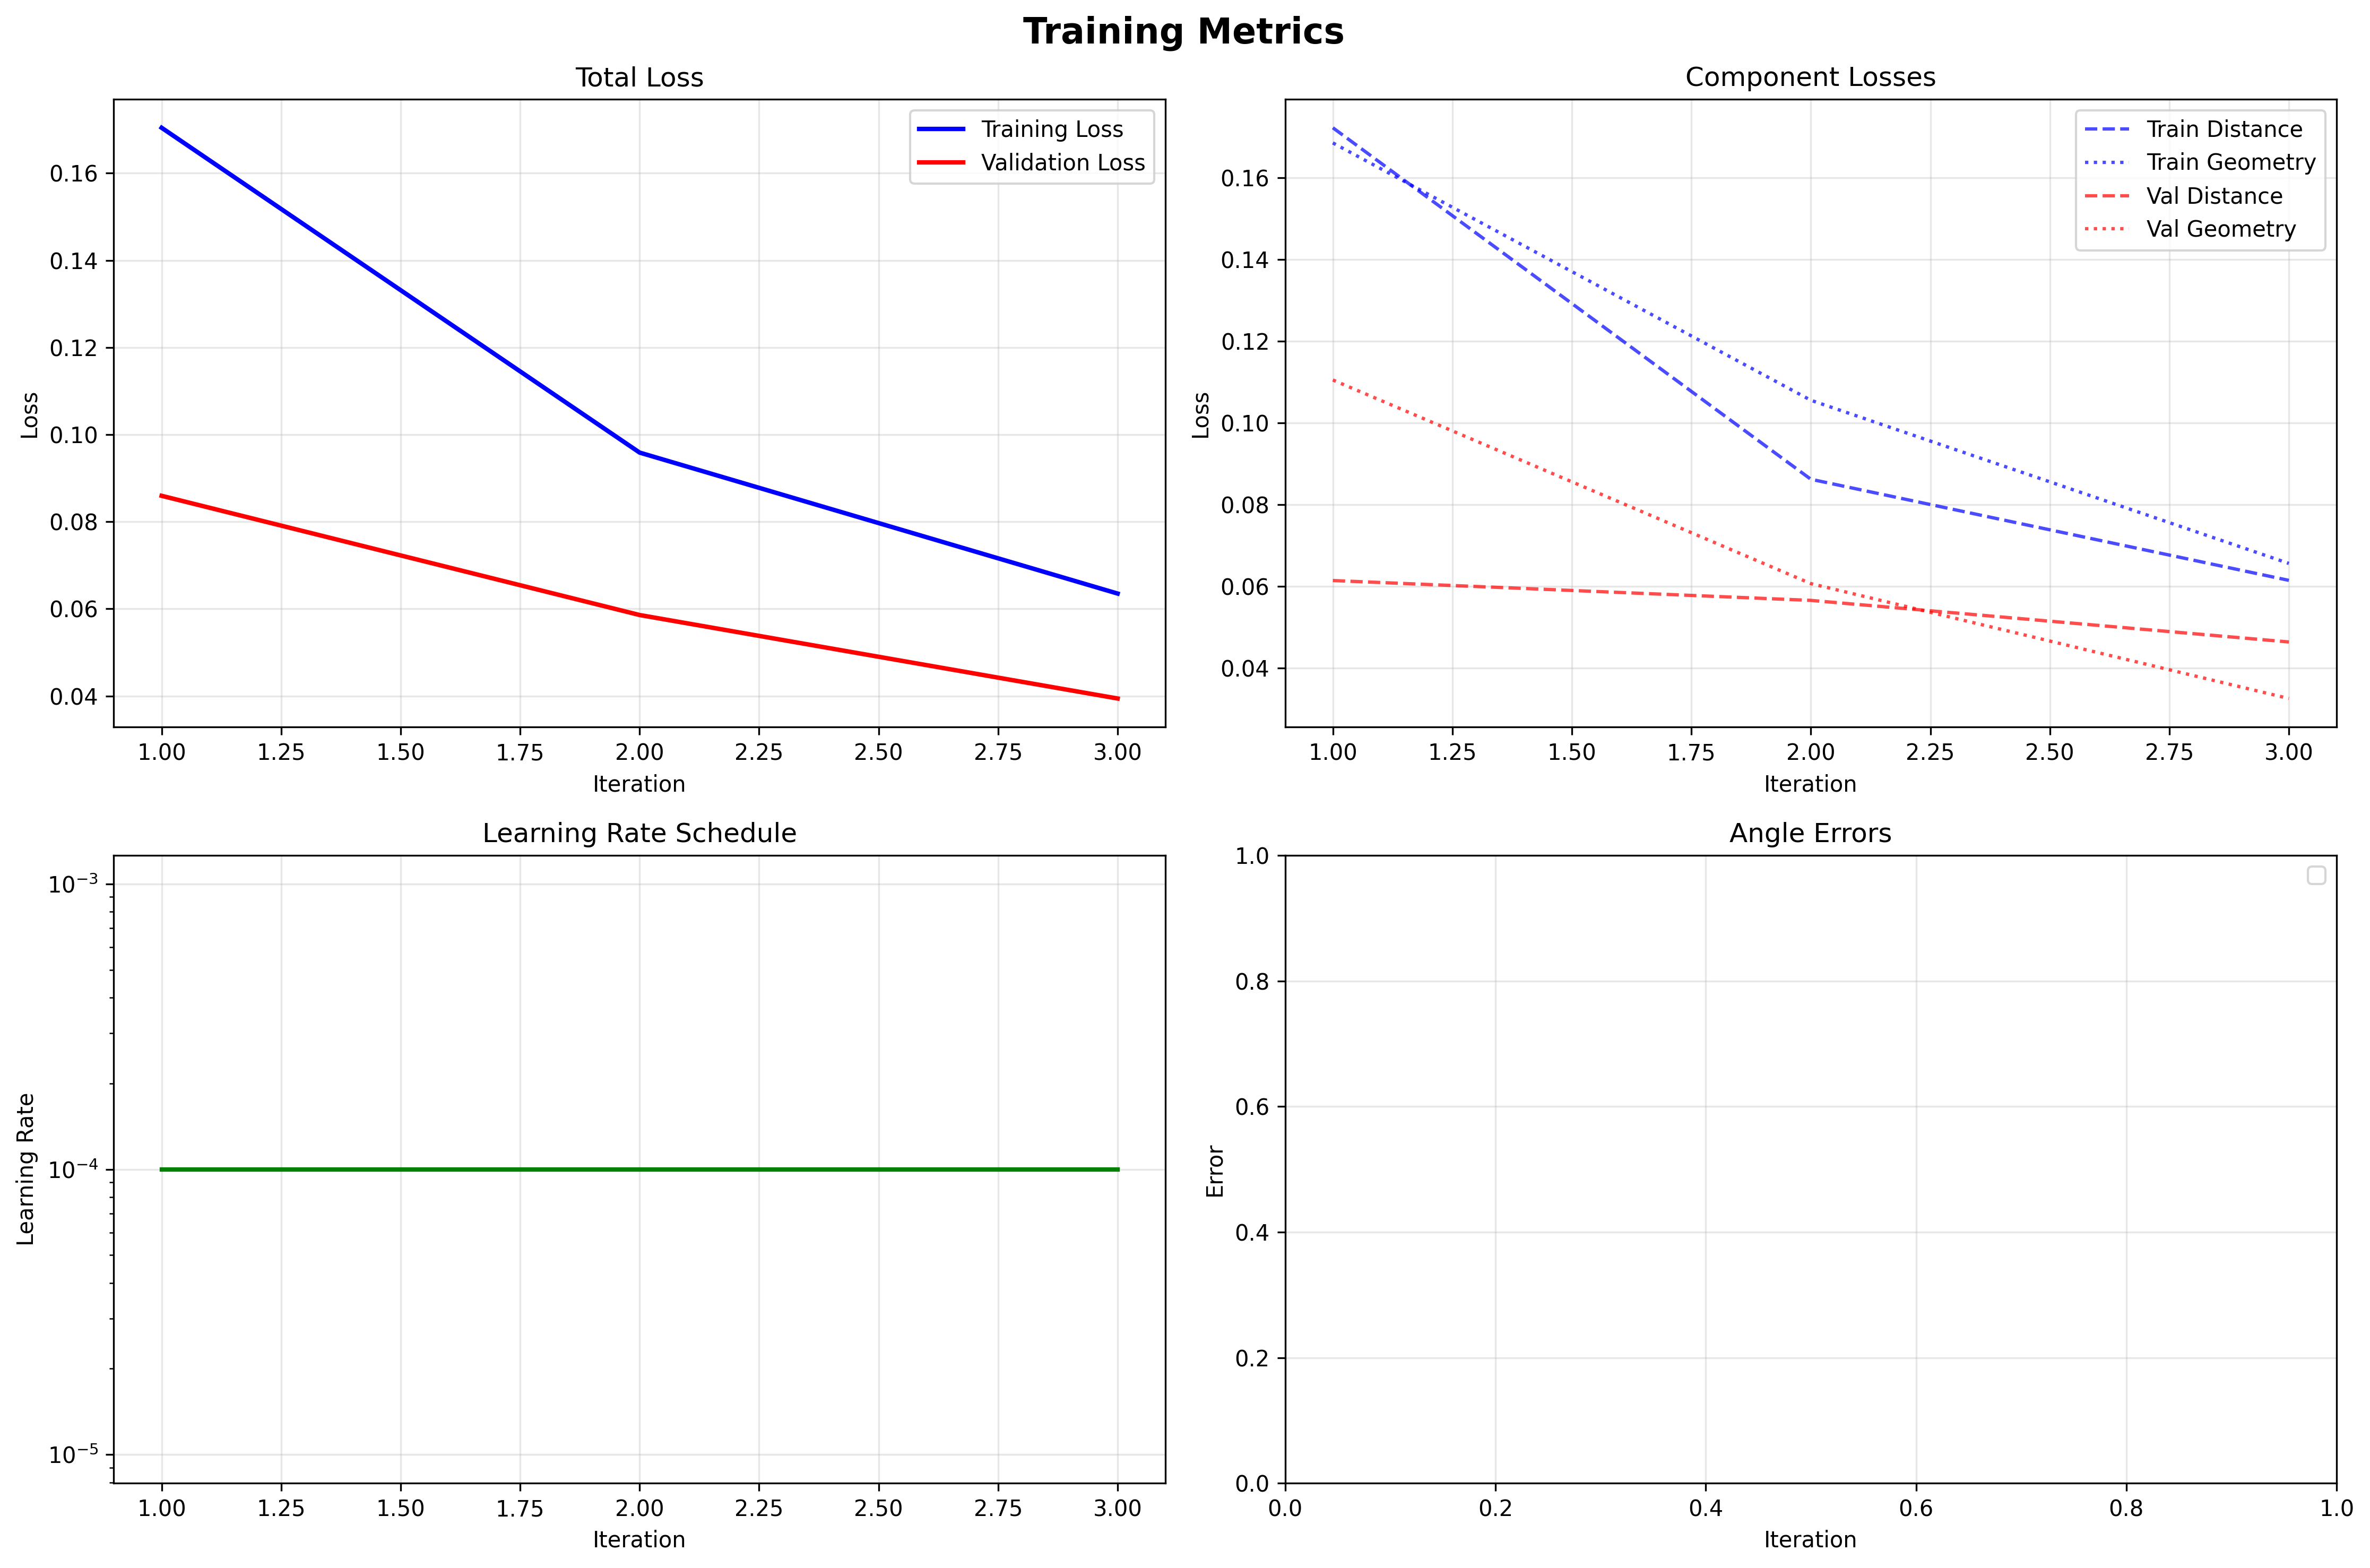 Training Metrics
Total Loss
Training Loss
Validation Loss
0.16
0.14
0.12
0.10
0.08
0.06
0.04
Loss
1.00 1.25 1.50 1.75 2.00 2.25 2.50 2.75 3.00
Iteration
Component Losses
Train Distance
Train Geometry
Val Distance
Val Geometry
0.16
0.14
0.12
0.10
0.08
0.06
0.04
Loss
1.00 1.25 1.50 1.75 2.00 2.25 2.50 2.75 3.00
Iteration
Learning Rate Schedule
10⁻³
10⁻⁴
10⁻⁵
Learning Rate
1.00 1.25 1.50 1.75 2.00 2.25 2.50 2.75 3.00
Iteration
Angle Errors
1.0
0.8
0.6
0.4
0.2
0.0
Error
0.0 0.2 0.4 0.6 0.8 1.0
Iteration